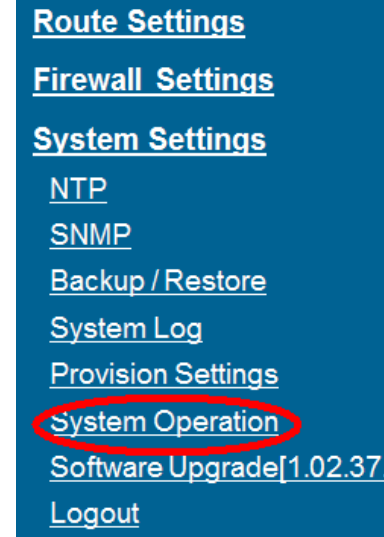 Route Settings
Firewall Settings
System Settings
NTP
SNMP
Backup / Restore
System Log
Provision Settings
System Operation
Software Upgrade[1.02.37.
Logout